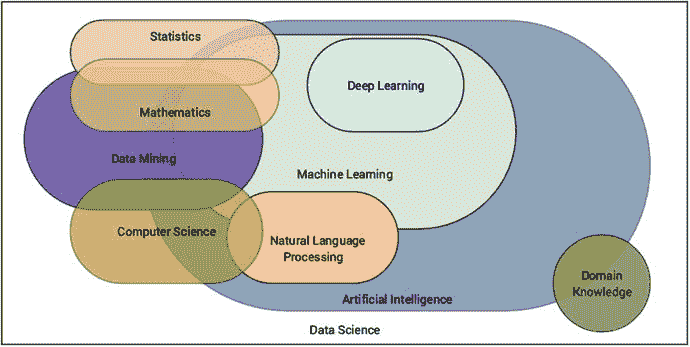 Statistics
Deep Learning
Mathematics
Data Mining
Machine Learning
Computer Science
Natural Language
Processing
Domain
Knowledge
Artificial Intelligence
Data Science